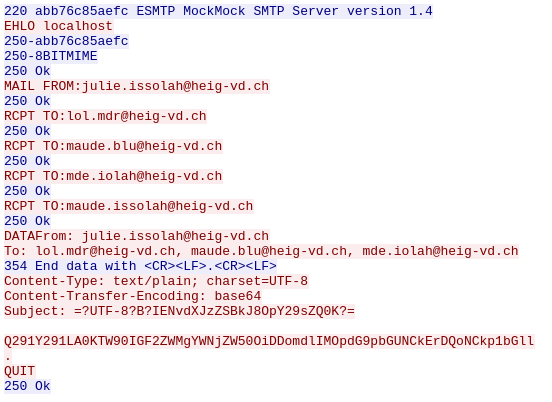 220 abb76c85aefc ESMTP MockMock SMTP Server version 1.4
EHLO localhost
250-abb76c85aefc
250-8BITMIME
250 Ok
MAIL FROM:julie.issolah@heig-vd.ch
250 Ok
RCPT TO:lol.mdr@heig-vd.ch
250 Ok
RCPT TO:maude.blu@heig-vd.ch
250 Ok
RCPT TO:mde.iolah@heig-vd.ch
250 Ok
RCPT TO:maude.issolah@heig-vd.ch
250 Ok
DATAFrom: julie.issolah@heig-vd.ch
To: lol.mdr@heig-vd.ch, maude.blu@heig-vd.ch, mde.iolah@heig-vd.ch
354 End data with <CR><LF>.<CR><LF>
Content-Type: text/plain; charset=UTF-8
Content-Transfer-Encoding: base64
Subject: =?UTF-8?B?IENvdXJzZSBkJ8OpY29sZQ0K?=

Q291Y291LA0KTW90IGF2ZWMgYWNjZW50OiDDomdlIMOpdG9pbGUNCkErDQoNCkp1bGll
.
QUIT
250 Ok